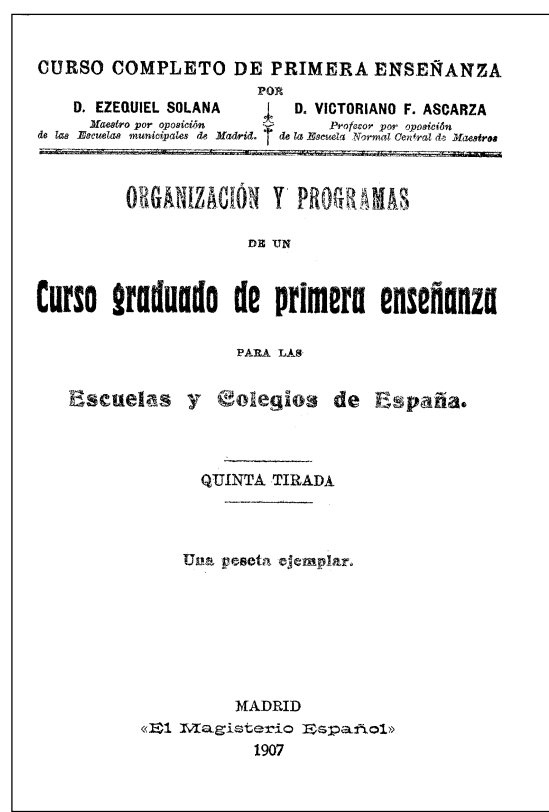 CURSO COMPLETO DE PRIMERA ENSEÑANZA
POR
D. EZEQUIEL SOLANA
Maestro por oposición
de las Escuelas municipales de Madrid.
D. VICTORIANO F. ASCARZA
Profesor por oposición
de la Escuela Normal Central de Maestros
ORGANIZACIÓN Y PROGRAMAS
DE UN
Curso graduado de primera enseñanza
PARA LAS
Escuelas y Colegios de España.
QUINTA TIRADA
Una peseta ejemplar.
MADRID
«El Magisterio Español»
1907